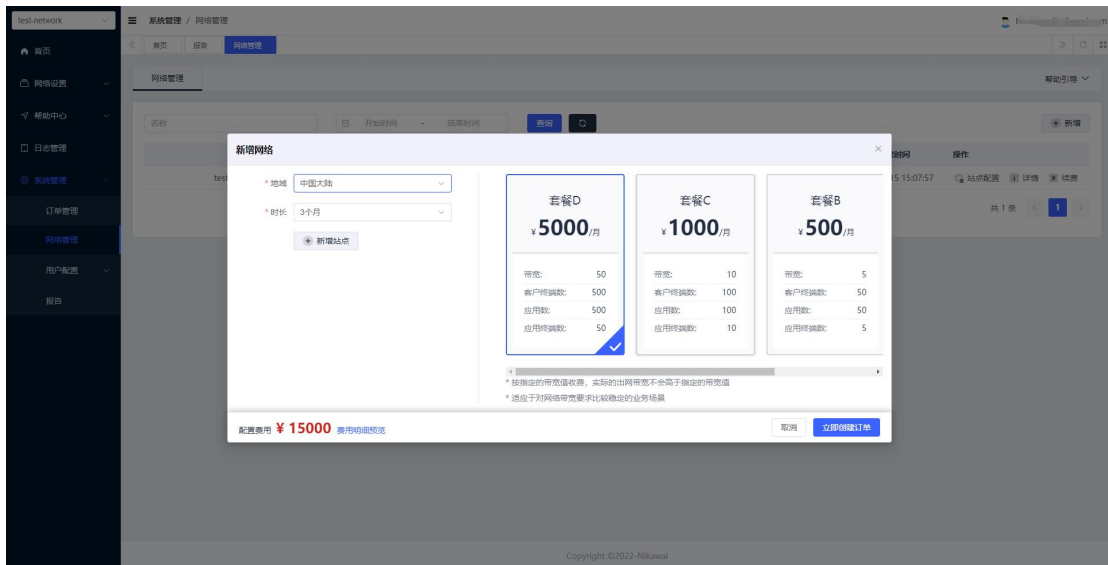 test-network
系统管理 / 网络管理
首页
首页
报告
网络管理
网络设置
网络管理
帮助引导
帮助中心
名称
开始时间 - 结束时间
查询
新增
日志管理
新增网络
操作
系统管理
test
* 地域 中国大陆
15 15:07:57
站点配置 详情 续费
套餐D
套餐C
套餐B
订单管理
* 时长 3个月
共 1 条
1
¥ 5000 /月
¥ 1000 /月
¥ 500 /月
网络管理
新增站点
用户配置
带宽: 50
带宽: 10
带宽: 5
客户终端数: 500
客户终端数: 100
客户终端数: 50
报告
应用数: 500
应用数: 100
应用数: 50
应用终端数: 50
应用终端数: 10
应用终端数: 5
* 按指定的带宽值收费，实际的出网带宽不会高于指定的带宽值
* 适应于对网络带宽要求比较稳定的业务场景
配置费用 ¥ 15000 费用明细预览
取消
立即创建订单
Copyright ©2022-Nikawal